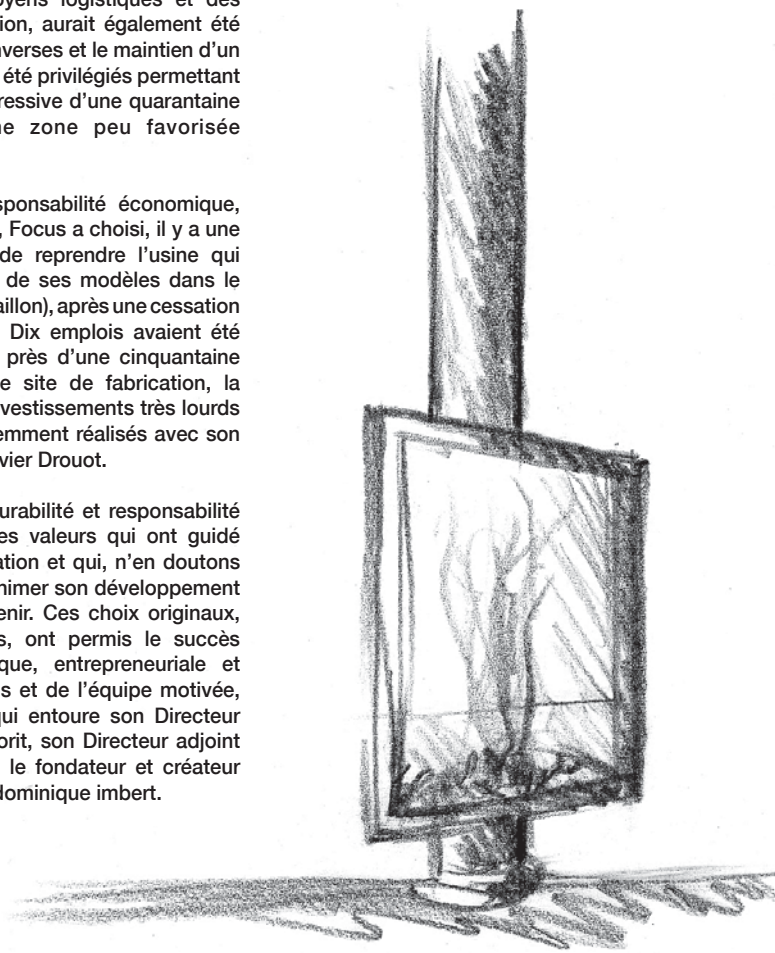 logistiques et des
ion, aurait également été
verses et le maintien d'un
été privilégiés permettant
ressive d'une quarantaine
zone peu favorisée
sponsabilité économique,
, Focus a choisi, il y a une
de reprendre l'usine qui
de ses modèles dans le
aillon), après une cessation
Dix emplois avaient été
près d'une cinquantaine
e site de fabrication, la
vestissements très lourds
emment réalisés avec son
vier Drouot.
urabilité et responsabilité
es valeurs qui ont guidé
ation et qui, n'en doutons
nimer son développement
enir. Ces choix originaux,
s, ont permis le succès
que, entrepreneuriale et
s et de l'équipe motivée,
qui entoure son Directeur
orit, son Directeur adjoint
le fondateur et créateur
dominique imbert.